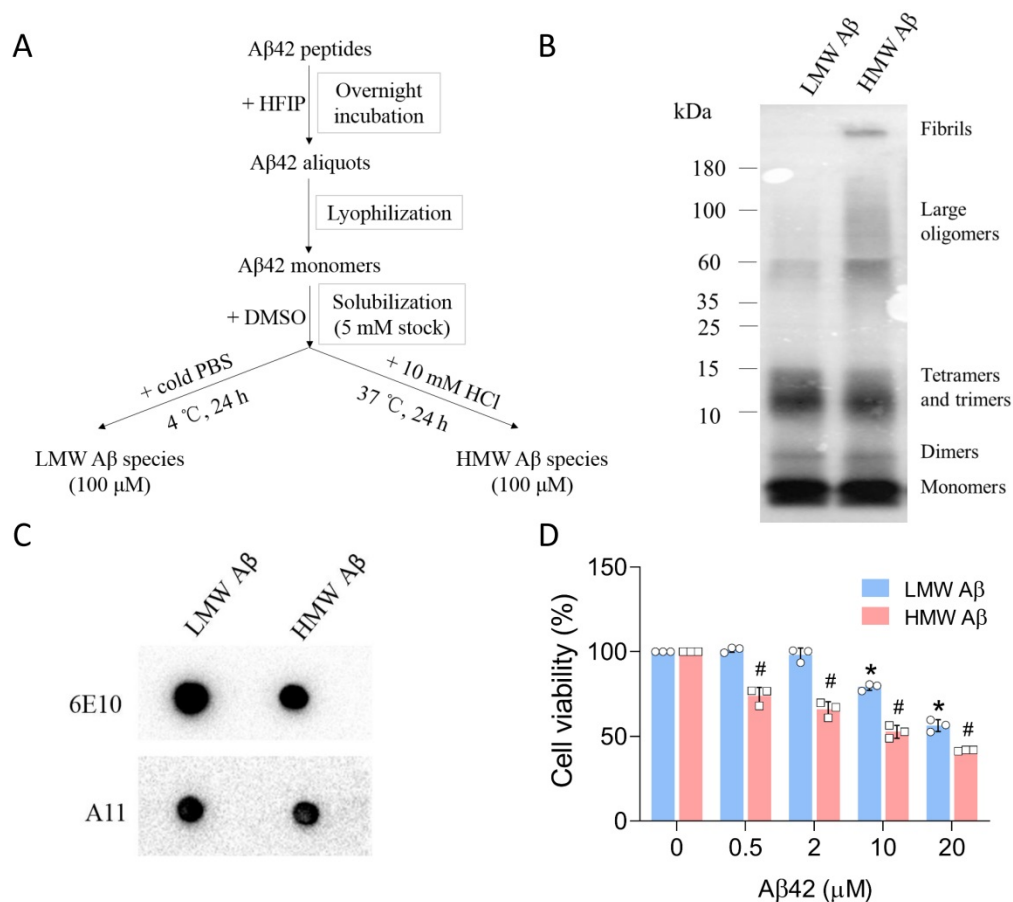 A
Aβ42 peptides
+ HFIP
Overnight
incubation
Aβ42 aliquots
Lyophilization
Aβ42 monomers
+ DMSO
Solubilization
(5 mM stock)
+ cold PBS
4 ℃, 24 h
+ 10 mM HCl
37 ℃, 24 h
LMW Aβ species
(100 μM)
HMW Aβ species
(100 μM)
B
LMW Aβ
HMW Aβ
kDa
180
100
60
35
25
15
10
Fibrils
Large
oligomers
Tetramers
and trimers
Dimers
Monomers
C
LMW Aβ
HMW Aβ
6E10
A11
D
Cell viability (%)
150
100
50
0
LMW Aβ
HMW Aβ
#
#
*
#
*
#
0
0.5
2
10
20
Aβ42 (μM)